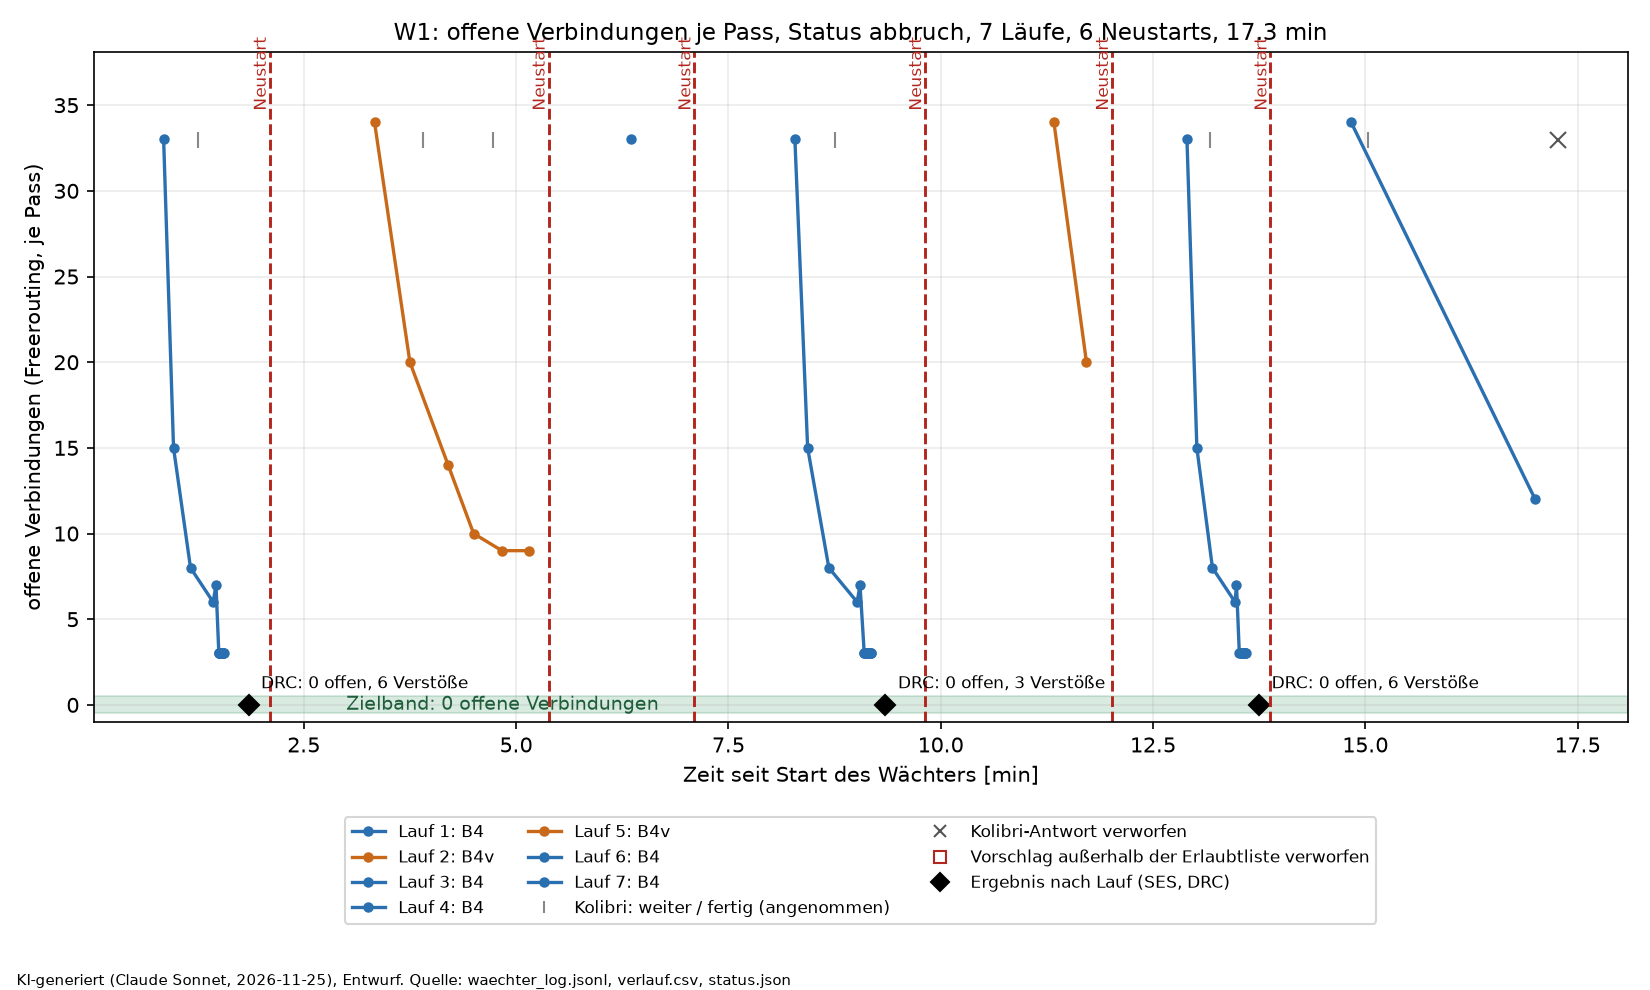 W1: offene Verbindungen je Pass, Status abbruch, 7 Läufe, 6 Neustarts, 17.3 min
Neustart
Neustart
Neustart
Neustart
Neustart
Neustart
offene Verbindungen (Freerouting, je Pass)
35
30
25
20
15
10
5
0
DRC: 0 offen, 6 Verstöße
DRC: 0 offen, 3 Verstöße
DRC: 0 offen, 6 Verstöße
Zielband: 0 offene Verbindungen
2.5 5.0 7.5 10.0 12.5 15.0 17.5
Zeit seit Start des Wächters [min]
Lauf 1: B4
Lauf 2: B4v
Lauf 3: B4
Lauf 4: B4
Lauf 5: B4v
Lauf 6: B4
Lauf 7: B4
Kolibri: weiter / fertig (angenommen)
Kolibri-Antwort verworfen
Vorschlag außerhalb der Erlaubtliste verworfen
Ergebnis nach Lauf (SES, DRC)
KI-generiert (Claude Sonnet, 2026-11-25), Entwurf. Quelle: waechter_log.jsonl, verlauf.csv, status.json